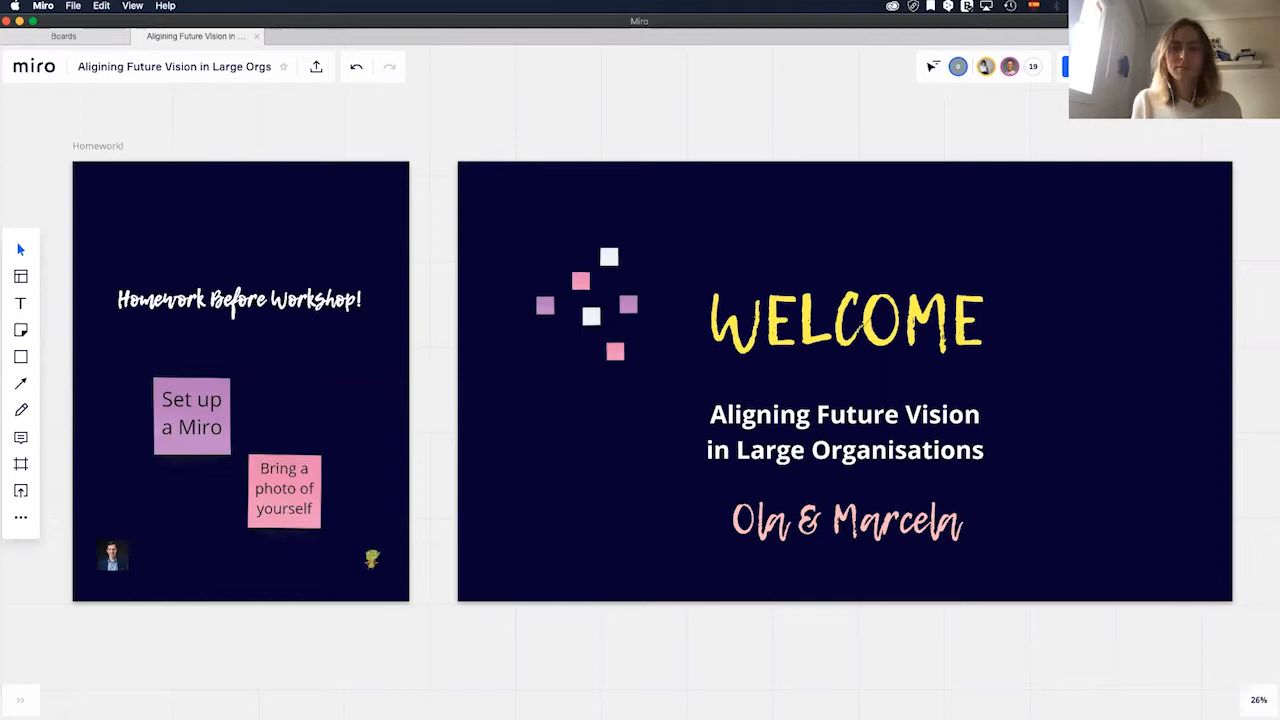 Miro File Edit View Help
Miro
Boards
Aligining Future Vision in ...
miro
Aligining Future Vision in Large Orgs
19
Homework!
Homework Before Workshop!
Set up
a Miro
Bring a
photo of
yourself
WELCOME
Aligning Future Vision
in Large Organisations
Ola & Marcela
26%